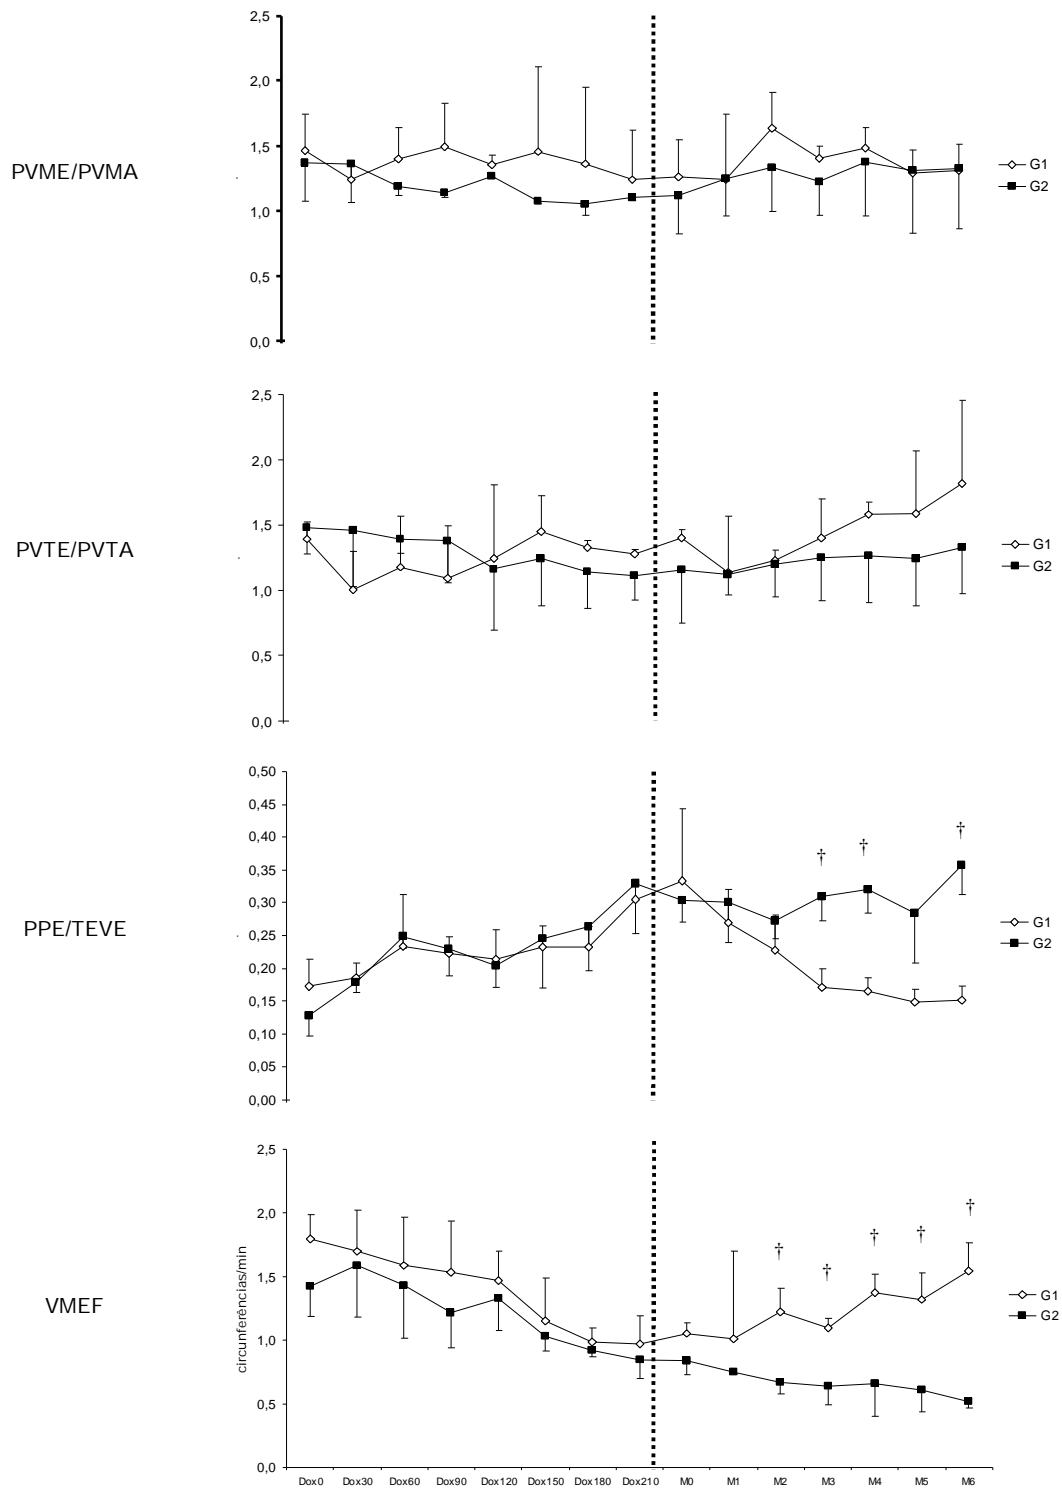 2,5
2,0
1,5
1,0
0,5
0,0
PVME/PVMA
G1
G2
2,5
2,0
1,5
1,0
0,5
0,0
PVTE/PVTA
G1
G2
0,50
0,45
0,40
0,35
0,30
0,25
0,20
0,15
0,10
0,05
0,00
PPE/TEVE
† † †
G1
G2
2,5
2,0
1,5
1,0
0,5
0,0
VMEF
circunferências/min
† † † † †
G1
G2
Dox0 Dox30 Dox60 Dox90 Dox120 Dox150 Dox180 Dox210 M0 M1 M2 M3 M4 M5 M6